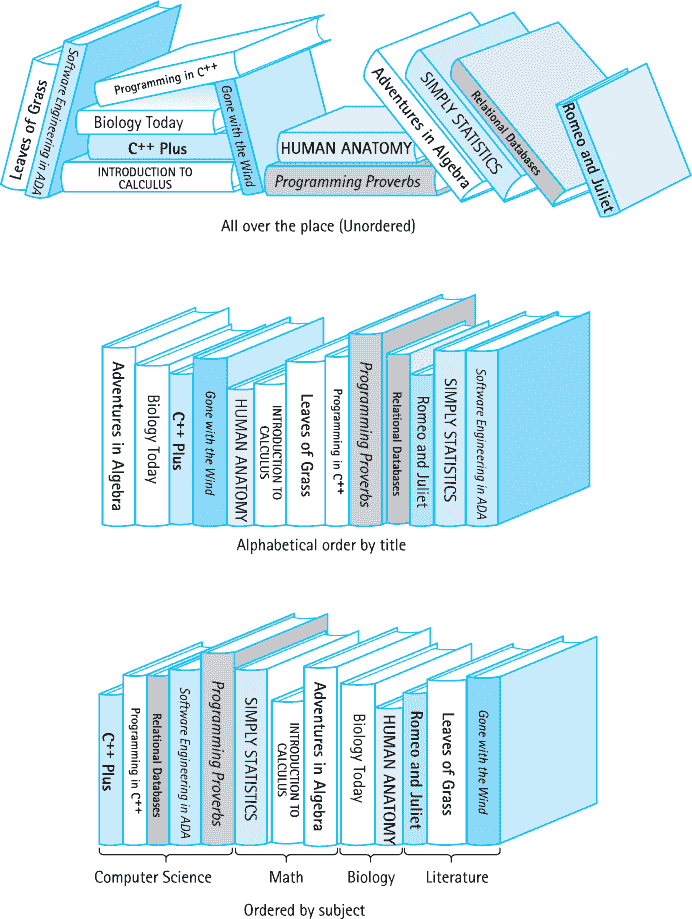 Leaves of Grass
Software Engineering in ADA
Programming in C++
Biology Today
C++ Plus
INTRODUCTION TO
CALCULUS
Gone with the Wind
HUMAN ANATOMY
Programming Proverbs
Adventures in Algebra
SIMPLY STATISTICS
Relational Databases
Romeo and Juliet
All over the place (Unordered)
Adventures in Algebra
Biology Today
C++ Plus
Gone with the Wind
HUMAN ANATOMY
INTRODUCTION TO
CALCULUS
Leaves of Grass
Programming in C++
Programming Proverbs
Relational Databases
Romeo and Juliet
SIMPLY STATISTICS
Software Engineering in ADA
Alphabetical order by title
C++ Plus
Programming in C++
Relational Databases
Software Engineering in ADA
Programming Proverbs
SIMPLY STATISTICS
INTRODUCTION TO
CALCULUS
Adventures in Algebra
Biology Today
HUMAN ANATOMY
Romeo and Juliet
Leaves of Grass
Gone with the Wind
Computer Science
Math
Biology
Literature
Ordered by subject